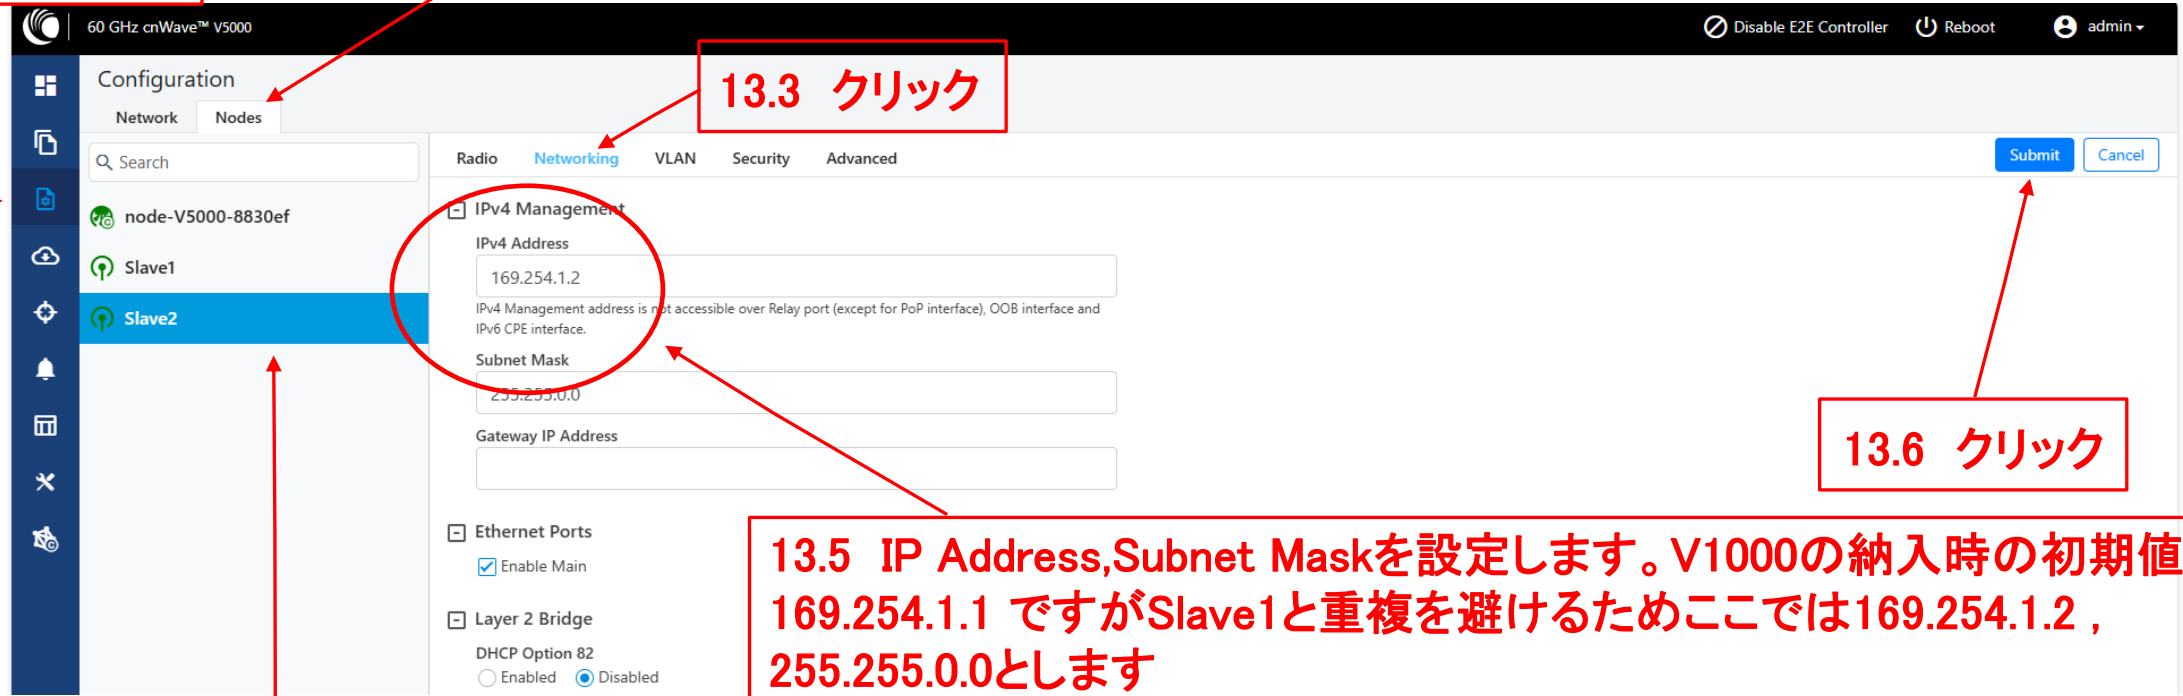 60 GHz cnWave™ V5000
Disable E2E Controller
Reboot
admin
Configuration
Network
Nodes
13.3 クリック
Search
Radio
Networking
VLAN
Security
Advanced
Submit
Cancel
node-V5000-8830ef
Slave1
Slave2
IPv4 Management
IPv4 Address
169.254.1.2
IPv4 Management address is not accessible over Relay port (except for PoP interface), OOB interface and
IPv6 CPE interface.
Subnet Mask
255.255.0.0
Gateway IP Address
13.6 クリック
Ethernet Ports
Enable Main
Layer 2 Bridge
DHCP Option 82
Enabled
Disabled
13.5 IP Address,Subnet Maskを設定します。V1000の納入時の初期値
169.254.1.1 ですがSlave1と重複を避けるためここでは169.254.1.2 ,
255.255.0.0とします